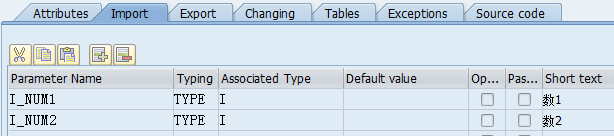 Attributes Import Export Changing Tables Exceptions Source code
Parameter Name Typing Associated Type Default value Op... Pas... Short text
I_NUM1 TYPE I 数1
I_NUM2 TYPE I 数2